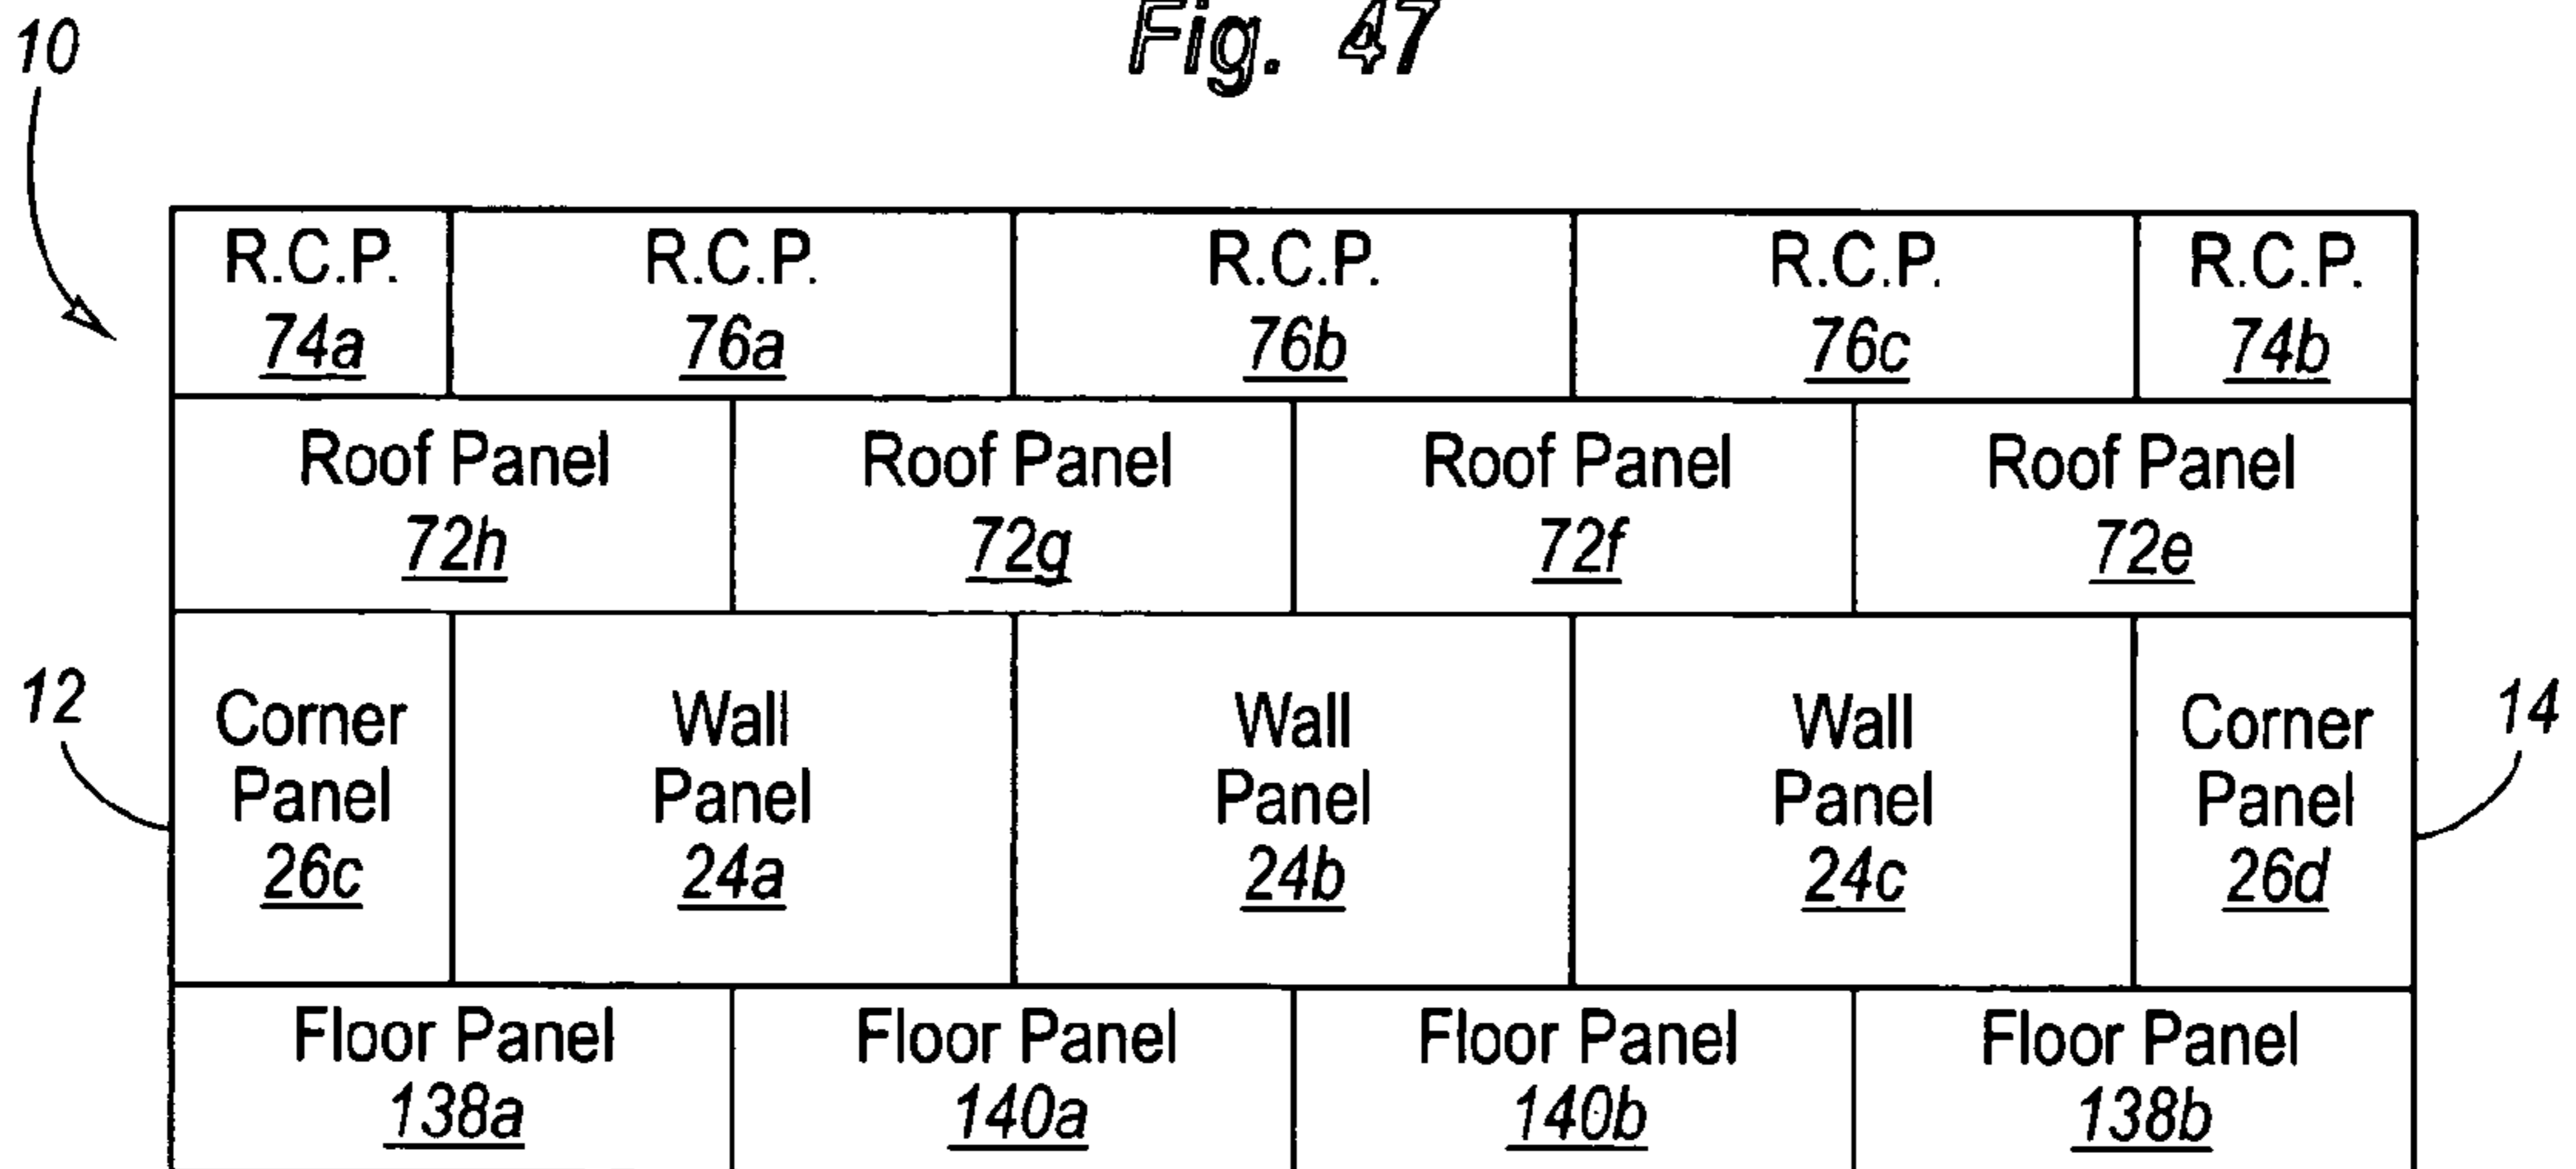 Fig. 47
10
R.C.P. R.C.P. R.C.P. R.C.P. R.C.P.
74a 76a 76b 76c 74b
Roof Panel Roof Panel Roof Panel Roof Panel
72h 72g 72f 72e
12
Corner Wall Wall Wall Corner
Panel Panel Panel Panel Panel
26c 24a 24b 24c 26d
14
Floor Panel Floor Panel Floor Panel Floor Panel
138a 140a 140b 138b